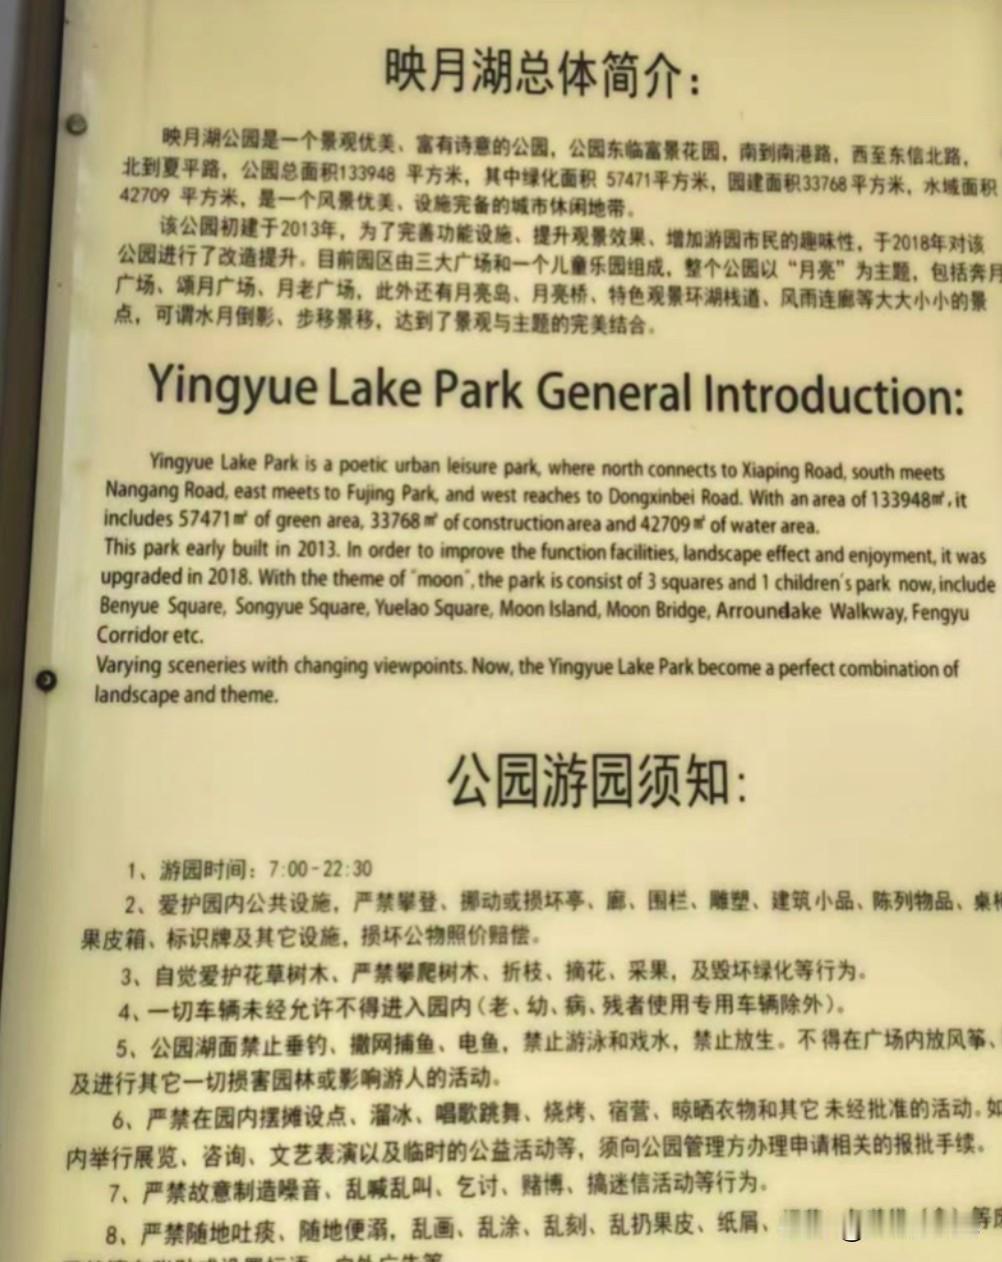 映月湖总体简介：
映月湖公园是一个景观优美、富有诗意的公园，公园东临富景花园，南到南港路，西至东信北路，
北到夏平路，公园总面积133948 平方米，其中绿化面积 57471平方米，园建面积33768平方米，水域面积
42709 平方米，是一个风景优美、设施完备的城市休闲地带。
该公园初建于2013年，为了完善功能设施、提升观景效果、增加游园市民的趣味性，于2018年对该
公园进行了改造提升。目前园区由三大广场和一个儿童乐园组成，整个公园以“月亮”为主题，包括奔月
广场、颂月广场、月老广场，此外还有月亮岛、月亮桥、特色观景环湖栈道、风雨连廊等大大小小的景
点，可谓水月倒影、步移景移，达到了景观与主题的完美结合。
Yingyue Lake Park General Introduction:
Yingyue Lake Park is a poetic urban leisure park, where north connects to Xiaping Road, south meets
Nangang Road, east meets to Fujing Park, and west reaches to Dongxinbei Road. With an area of 133948㎡, it
includes 57471㎡ of green area, 33768㎡ of construction area and 42709㎡ of water area.
This park early built in 2013. In order to improve the function facilities, landscape effect and enjoyment, it was
upgraded in 2018. With the theme of "moon", the park is consist of 3 squares and 1 children's park now, include
Benyue Square, Songyue Square, Yuelao Square, Moon Island, Moon Bridge, Arroundake Walkway, Fengyu
Corridor etc.
Varying sceneries with changing viewpoints. Now, the Yingyue Lake Park become a perfect combination of
landscape and theme.
公园游园须知：
1、游园时间：7:00-22:30
2、爱护园内公共设施，严禁攀登、挪动或损坏亭、廊、围栏、雕塑、建筑小品、陈列物品、桌
果皮箱、标识牌及其它设施，损坏公物照价赔偿。
3、自觉爱护花草树木、严禁攀爬树木、折枝、摘花、采果，及毁坏绿化等行为。
4、一切车辆未经允许不得进入园内（老、幼、病、残者使用专用车辆除外）。
5、公园湖面禁止垂钓、撒网捕鱼、电鱼，禁止游泳和戏水，禁止放生。不得在广场内放风筝、
及进行其它一切损害园林或影响游人的活动。
6、严禁在园内摆摊设点、溜冰、唱歌跳舞、烧烤、宿营、晾晒衣物和其它未经批准的活动。如
内举行展览、咨询、文艺表演以及临时的公益活动等，须向公园管理方办理申请相关的报批手续。
7、严禁故意制造噪音、乱喊乱叫、乞讨、赌博、搞迷信活动等行为。
8、严禁随地吐痰、随地便溺，乱画、乱涂、乱刻、乱扔果皮、纸屑、